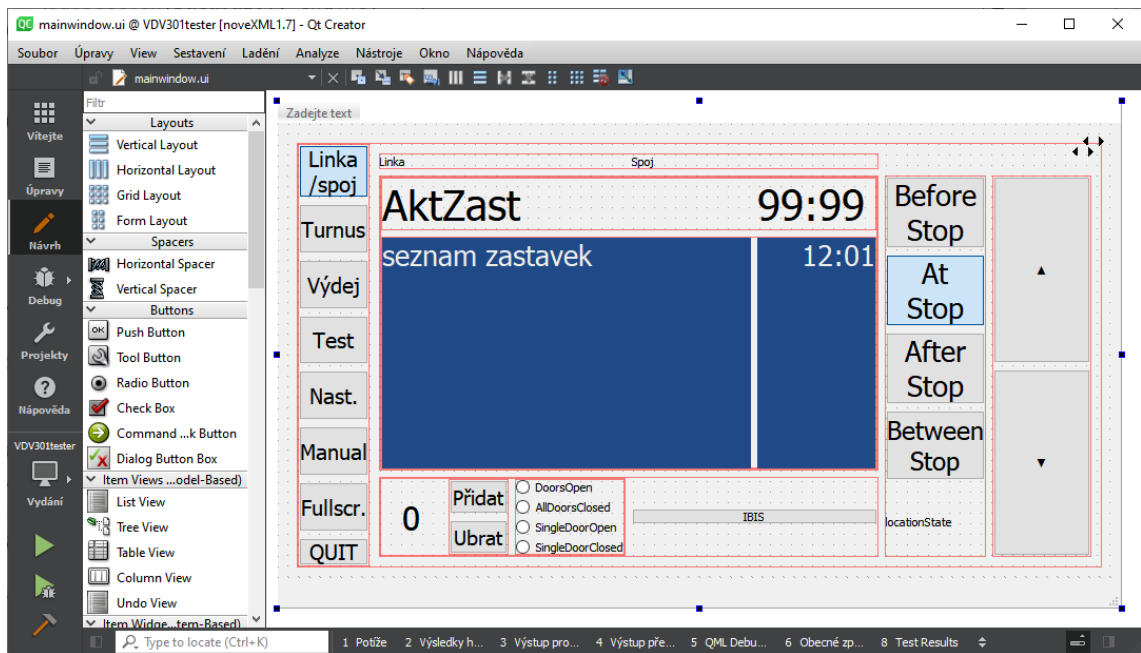 QC mainwindow.ui @ VDV301tester [noveXML1.7] - Qt Creator
Soubor Úpravy View Sestavení Ladění Analyze Nástroje Okno Nápověda
mainwindow.ui
Vítejte
Úpravy
Návrh
Debug
Projekty
Nápověda
VDV301tester
Vydání
Filtr
Layouts
Vertical Layout
Horizontal Layout
Grid Layout
Form Layout
Spacers
Horizontal Spacer
Vertical Spacer
Buttons
OK Push Button
Tool Button
Radio Button
Check Box
Command ...k Button
Dialog Button Box
Item Views ...odel-Based)
List View
Tree View
Table View
Column View
Undo View
Item Widge...tem-Based)
Zadejte text
Linka
/spoj
Turnus
Výdej
Test
Nast.
Manual
Fullscr.
QUIT
Linka Spoj
AktZast 99:99
seznam zastavek 12:01
0
Přidat
Ubrat
DoorsOpen
AllDoorsClosed
SingleDoorOpen
SingleDoorClosed
IBIS
Before
Stop
At
Stop
After
Stop
Between
Stop
locationState
Type to locate (Ctrl+K) 1 Potíže 2 Výsledky h... 3 Výstup pro... 4 Výstup pře... 5 QML Debu... 6 Obecné zp... 8 Test Results